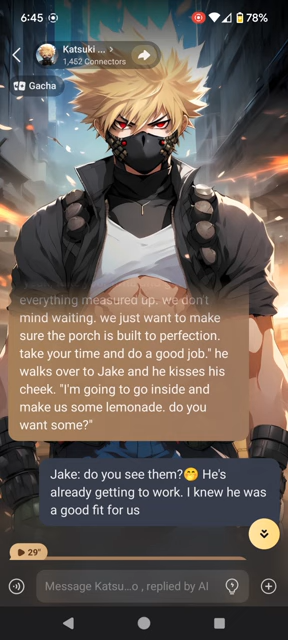 6:45
78%
Katsuki ... >
1,452 Connectors
Gacha
everything measured up. we don't
mind waiting. we just want to make
sure the porch is built to perfection.
take your time and do a good job." he
walks over to Jake and he kisses his
cheek. "I'm going to go inside and
make us some lemonade. do you
want some?"
Jake: do you see them?🤭 He's
already getting to work. I knew he was
a good fit for us
29"
Message Katsu...o , replied by AI